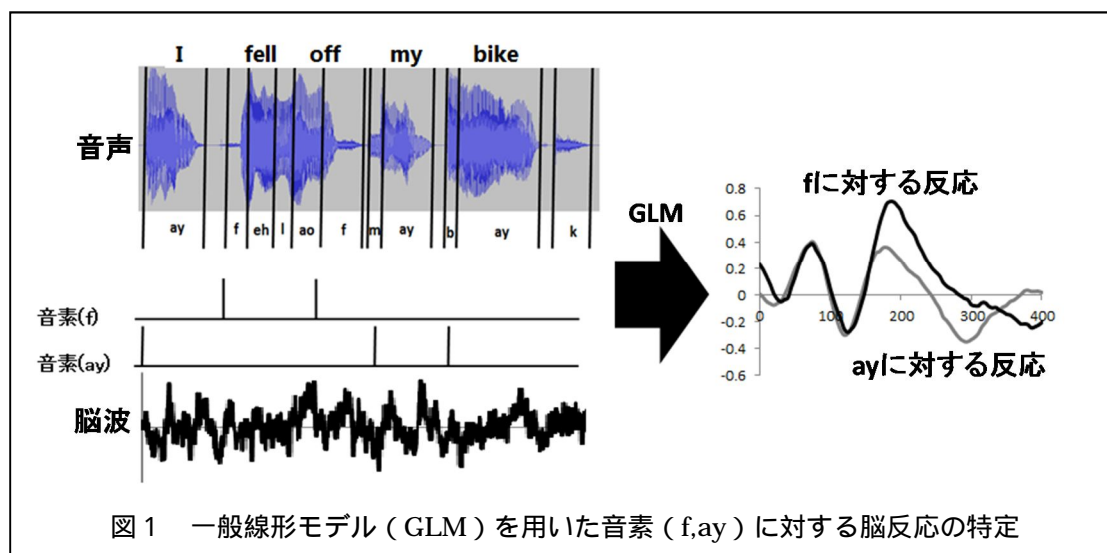 I fell off my bike
音声
ay f eh l ao f m ay b ay k
音素(f)
音素(ay)
脳波
GLM
fに対する反応
0.8
0.6
0.4
0.2
0
-0.2
-0.4
-0.6
0 100 200 300 400
ayに対する反応
図1 一般線形モデル(GLM)を用いた音素(f,ay)に対する脳反応の特定